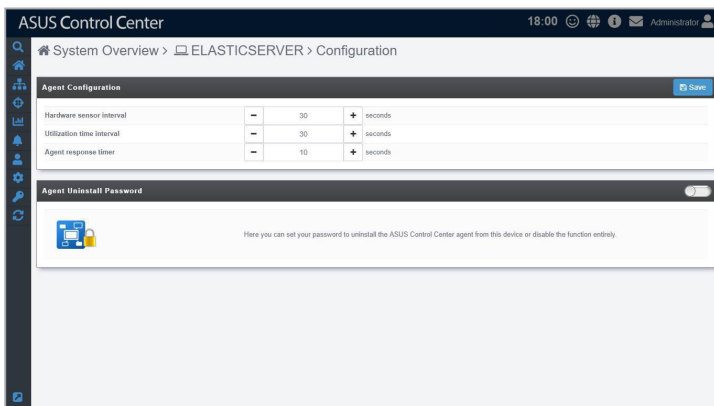 ASUS Control Center
18:00
Administrator
System Overview > ELASTICSERVER > Configuration
Agent Configuration
Save
Hardware sensor interval - 30 + seconds
Utilization time interval - 30 + seconds
Agent response timer - 10 + seconds
Agent Uninstall Password
Here you can set your password to uninstall the ASUS Control Center agent from this device or disable the function entirely.